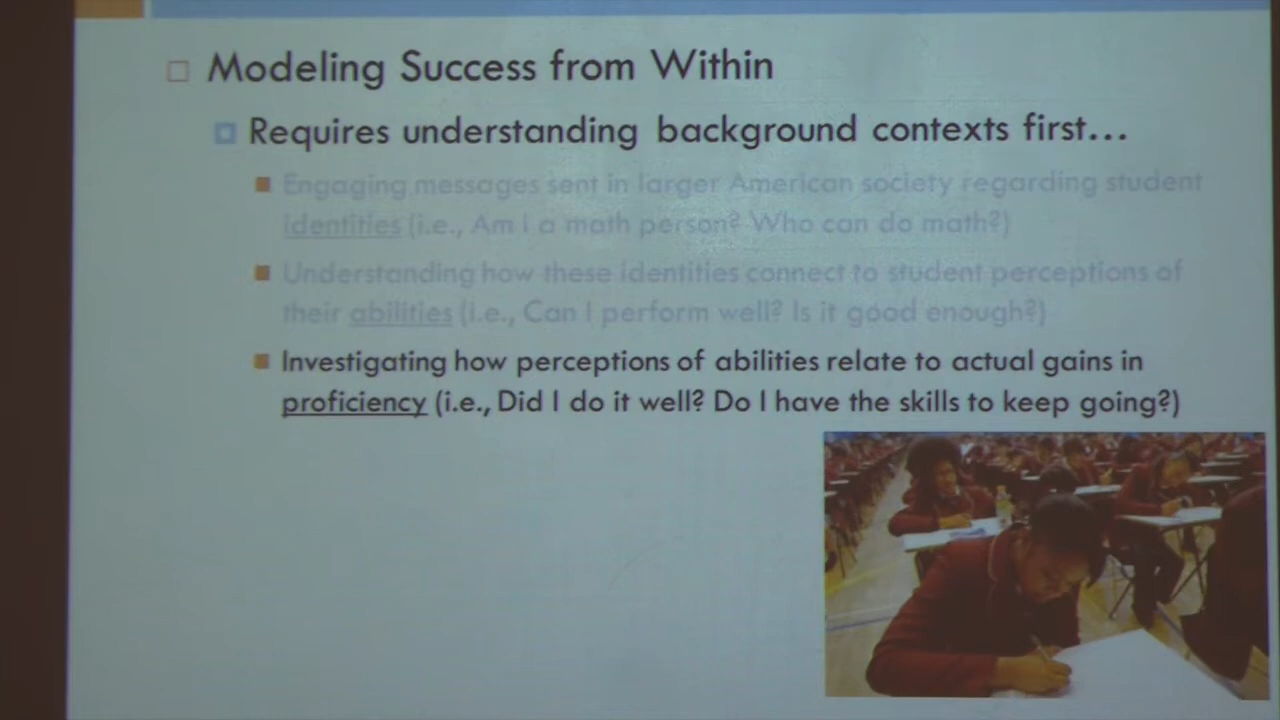 Modeling Success from Within
Requires understanding background contexts first...
Engaging messages sent in larger American society regarding student
identities (i.e., Am I a math person? Who can do math?)
Understanding how these identities connect to student perceptions of
their abilities (i.e., Can I perform well? Is it good enough?)
Investigating how perceptions of abilities relate to actual gains in
proficiency (i.e., Did I do it well? Do I have the skills to keep going?)